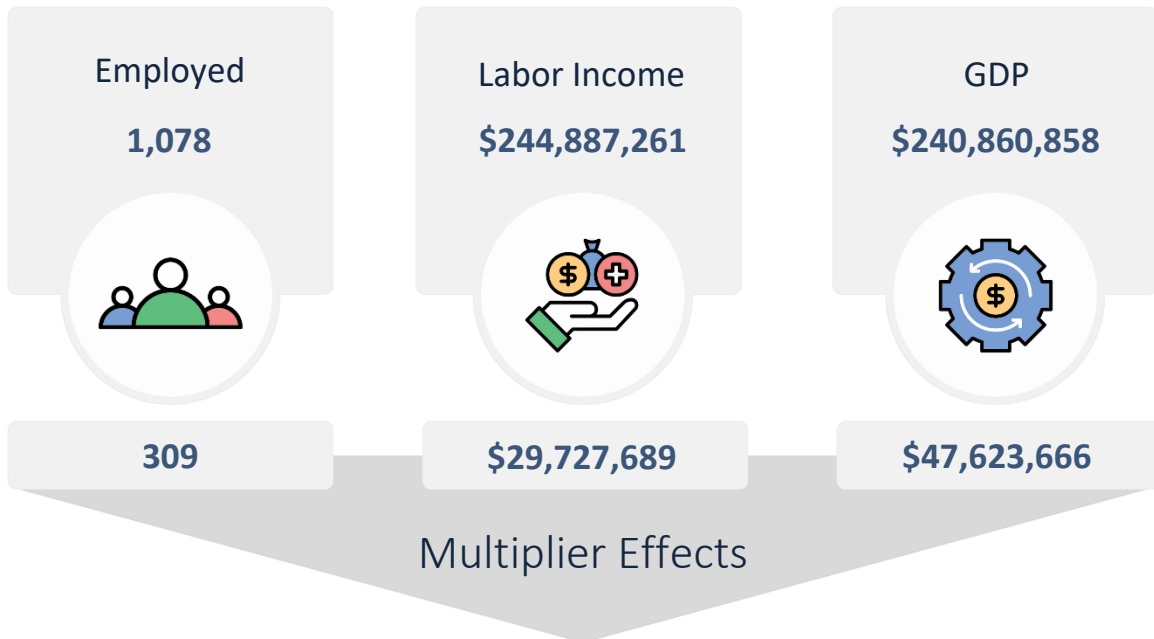 Employed
1,078
Labor Income
$244,887,261
GDP
$240,860,858
309
$29,727,689
$47,623,666
Multiplier Effects